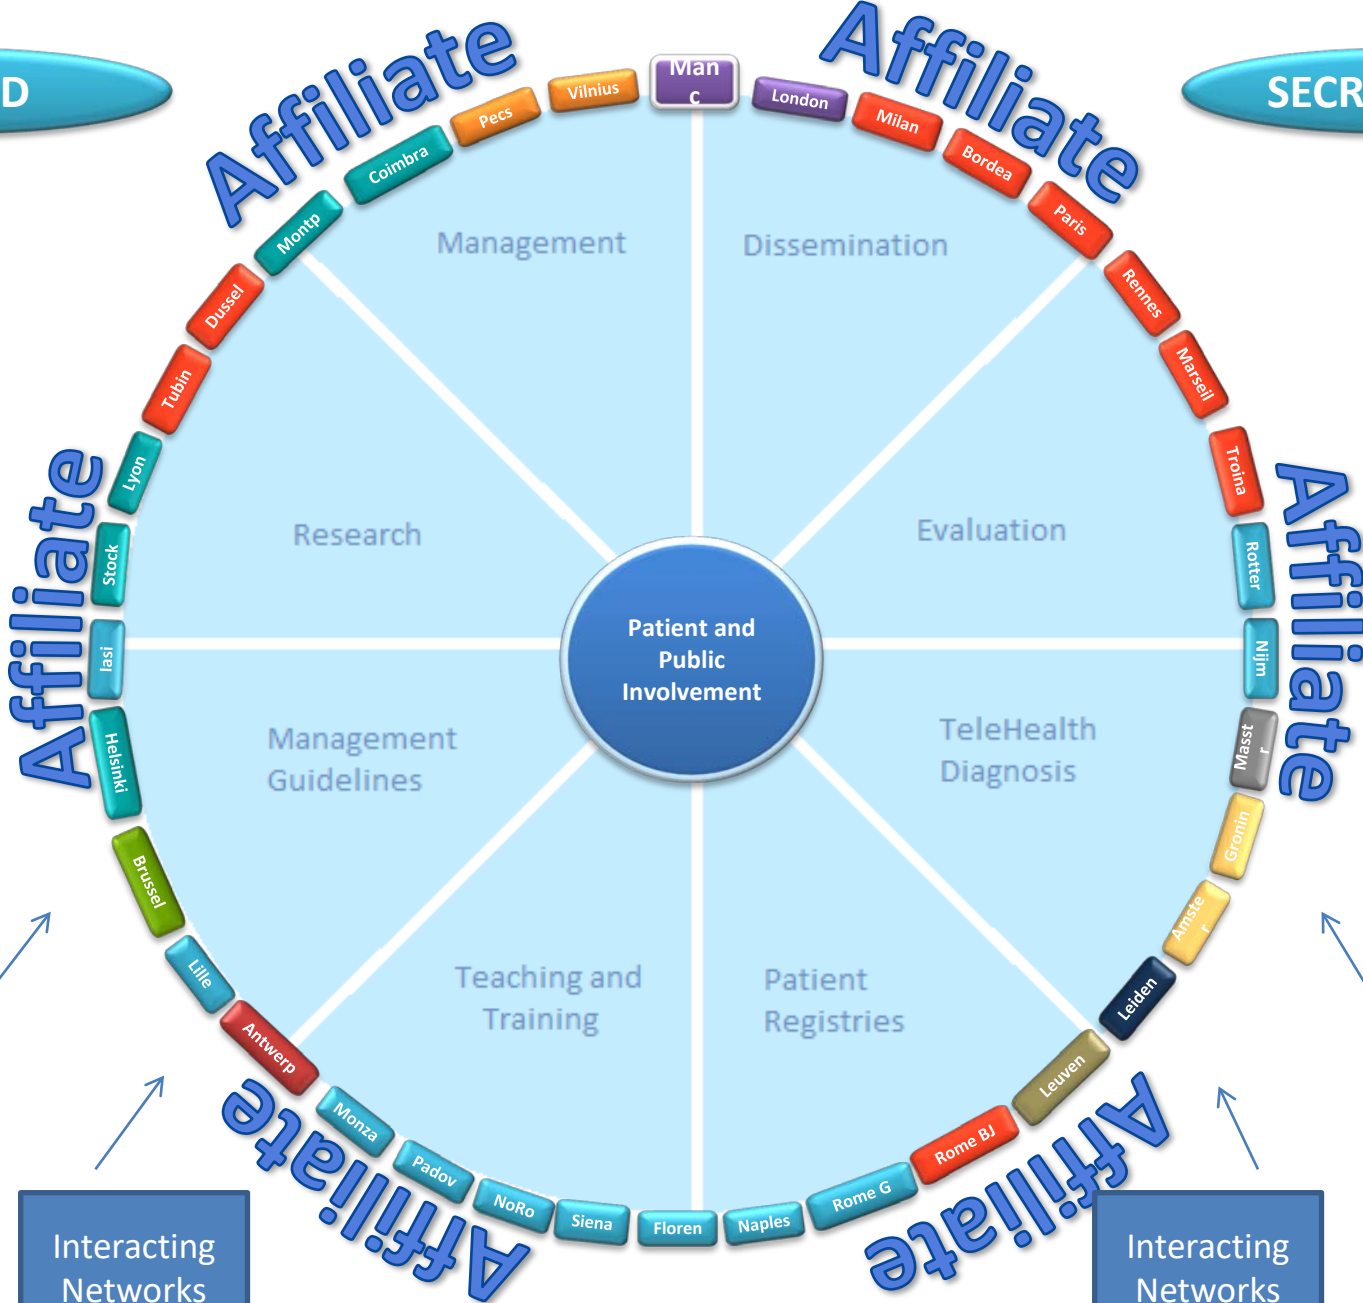 D
SECR
Affiliate
Affiliate
Man
c
Vilnius
London
Pecs
Milan
Coimbra
Bordea
Montp
Paris
Management
Dissemination
Dussel
Rennes
Tubin
Marseil
Lyon
Troina
Affiliate
Affiliate
Research
Evaluation
Stock
Rotter
Iasi
Nijm
Patient and
Public
Involvement
Helsinki
Masst
r
Management
Guidelines
TeleHealth
Diagnosis
Brussel
Gronin
Amste
r
Lille
Leiden
Teaching and
Training
Patient
Registries
Antwerp
Leuven
Monza
Rome BJ
Padov
Rome G
NoRo
Siena
Floren
Naples
Affiliate
Affiliate
Interacting
Networks
Interacting
Networks